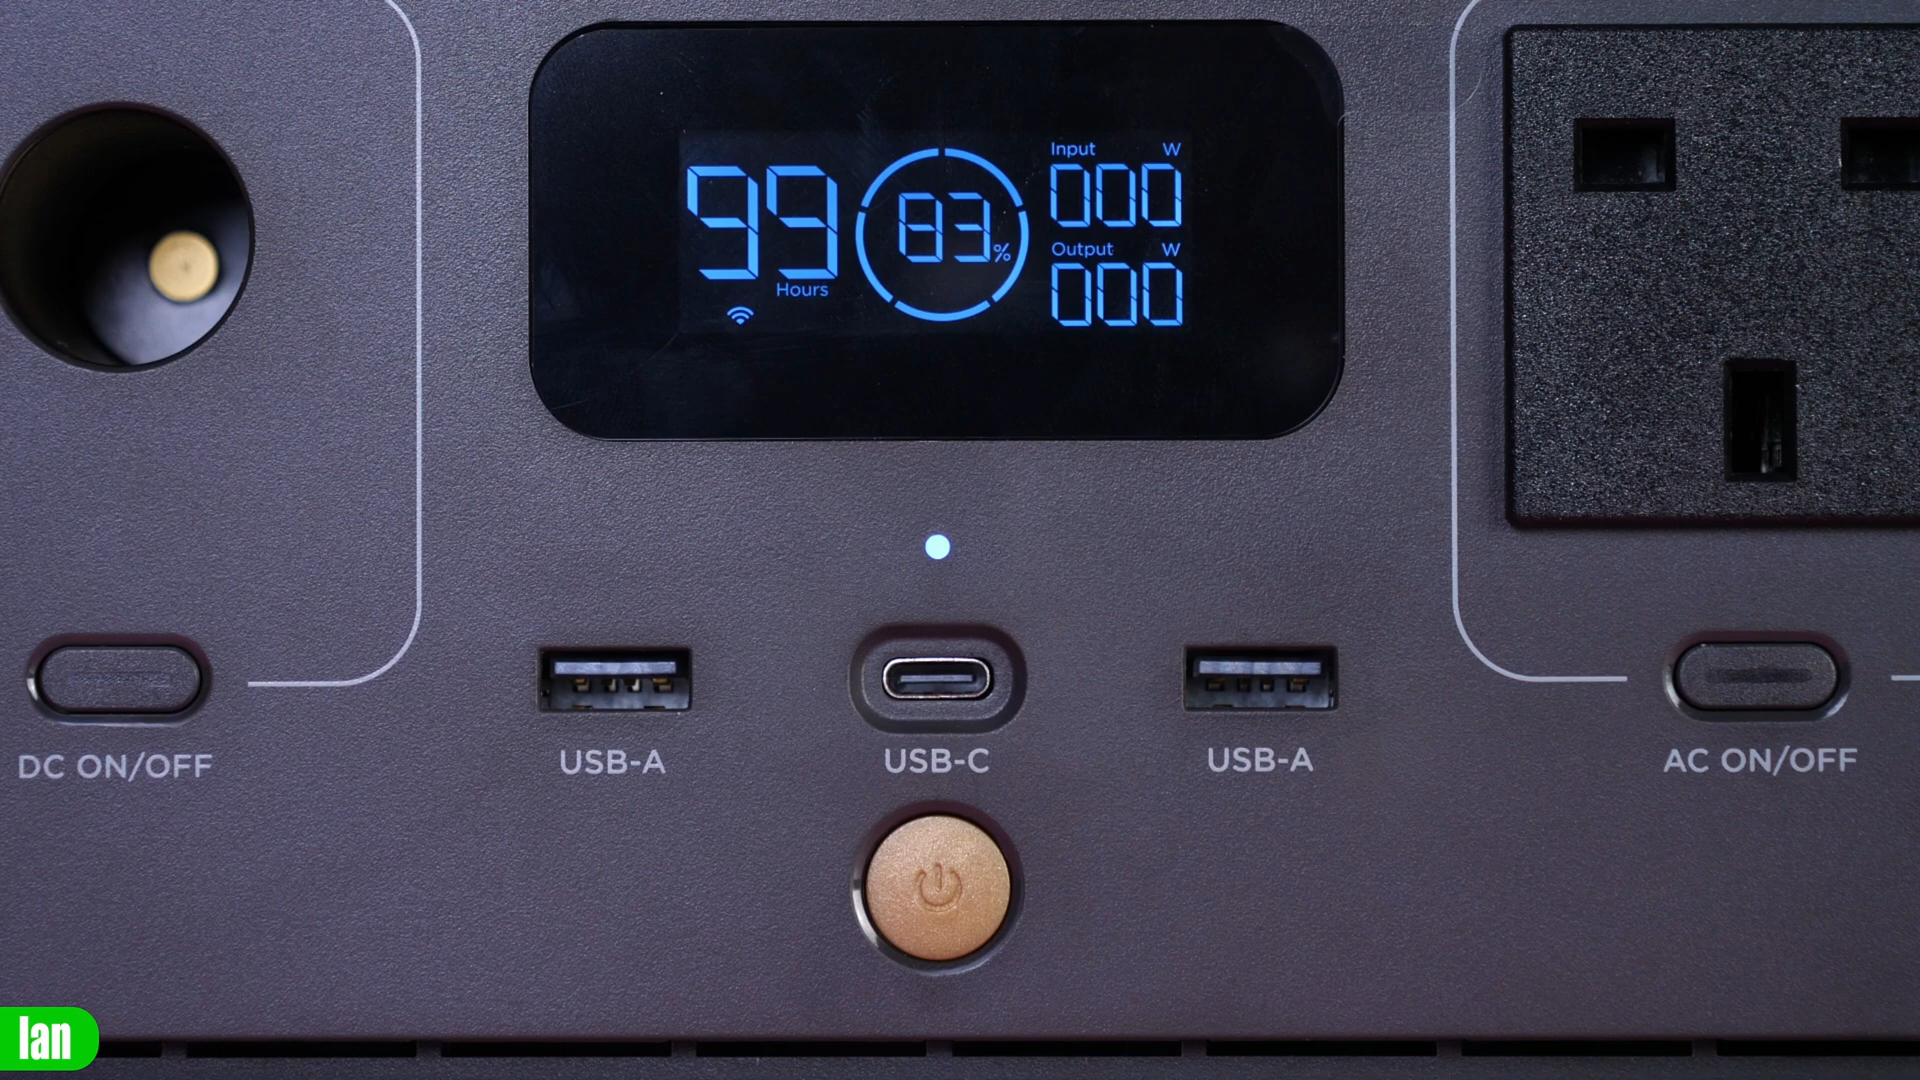 99
Hours
83%
Input W
000
Output W
000
DC ON/OFF
USB-A
USB-C
USB-A
AC ON/OFF
Ian